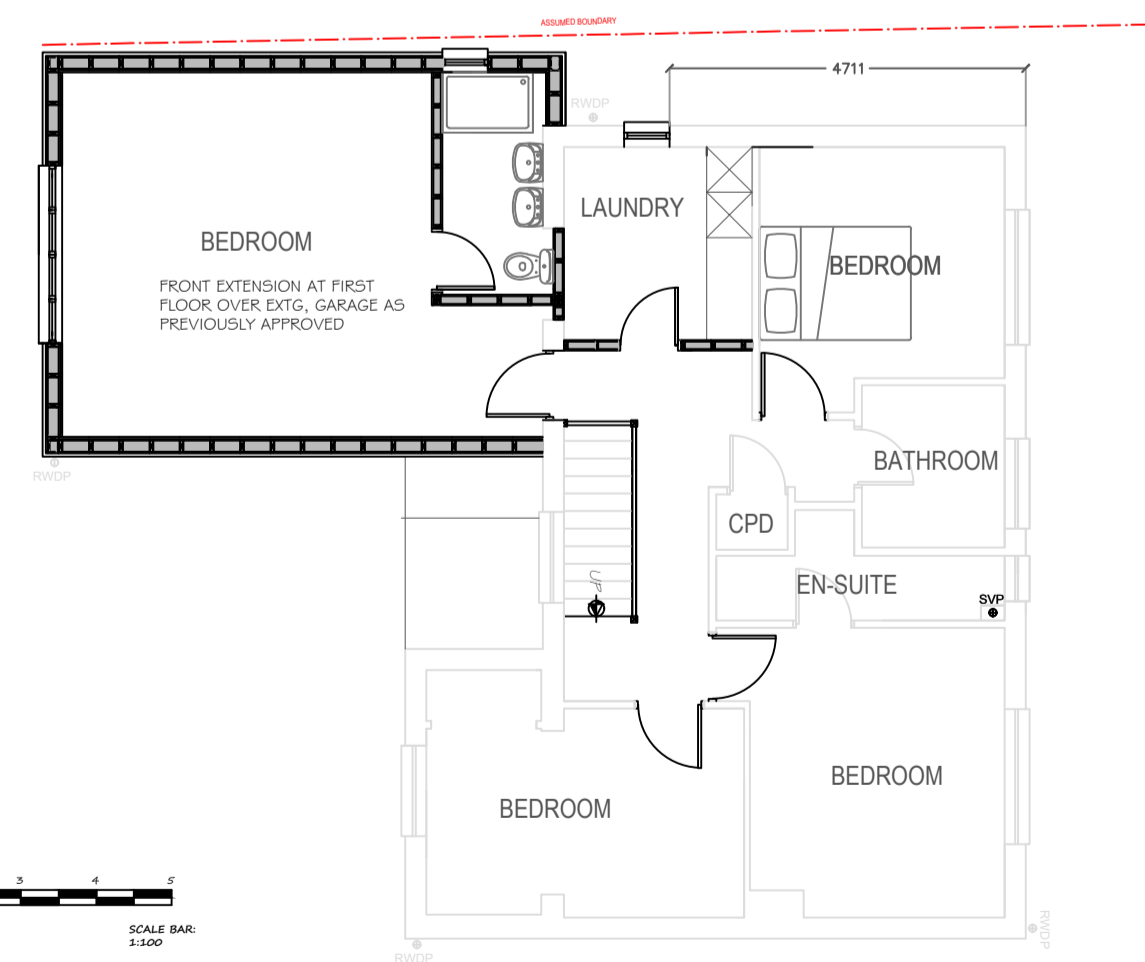 ASSUMED BOUNDARY
4711
RWDP
LAUNDRY
BEDROOM
BEDROOM
FRONT EXTENSION AT FIRST
FLOOR OVER EXTG, GARAGE AS
PREVIOUSLY APPROVED
RWDP
BATHROOM
CPD
EN-SUITE
UP
SVP
BEDROOM
BEDROOM
3 4 5
SCALE BAR:
1:100
RWDP
RWDP